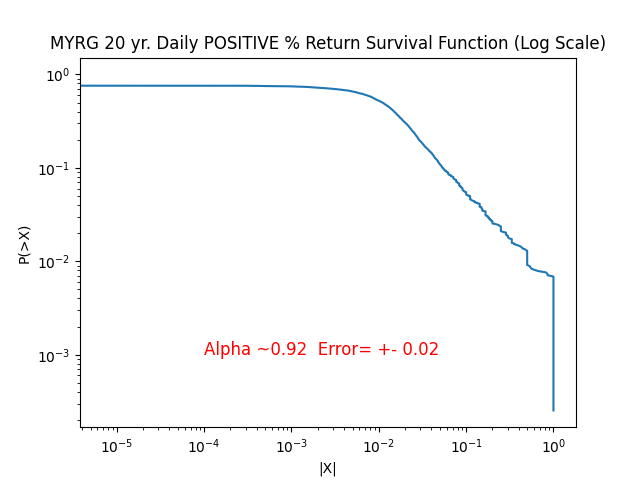 MYRG 20 yr. Daily POSITIVE % Return Survival Function (Log Scale)
10⁰
10⁻¹
10⁻²
10⁻³
P(>X)
Alpha ~0.92  Error= +- 0.02
10⁻⁵ 10⁻⁴ 10⁻³ 10⁻² 10⁻¹ 10⁰
|X|